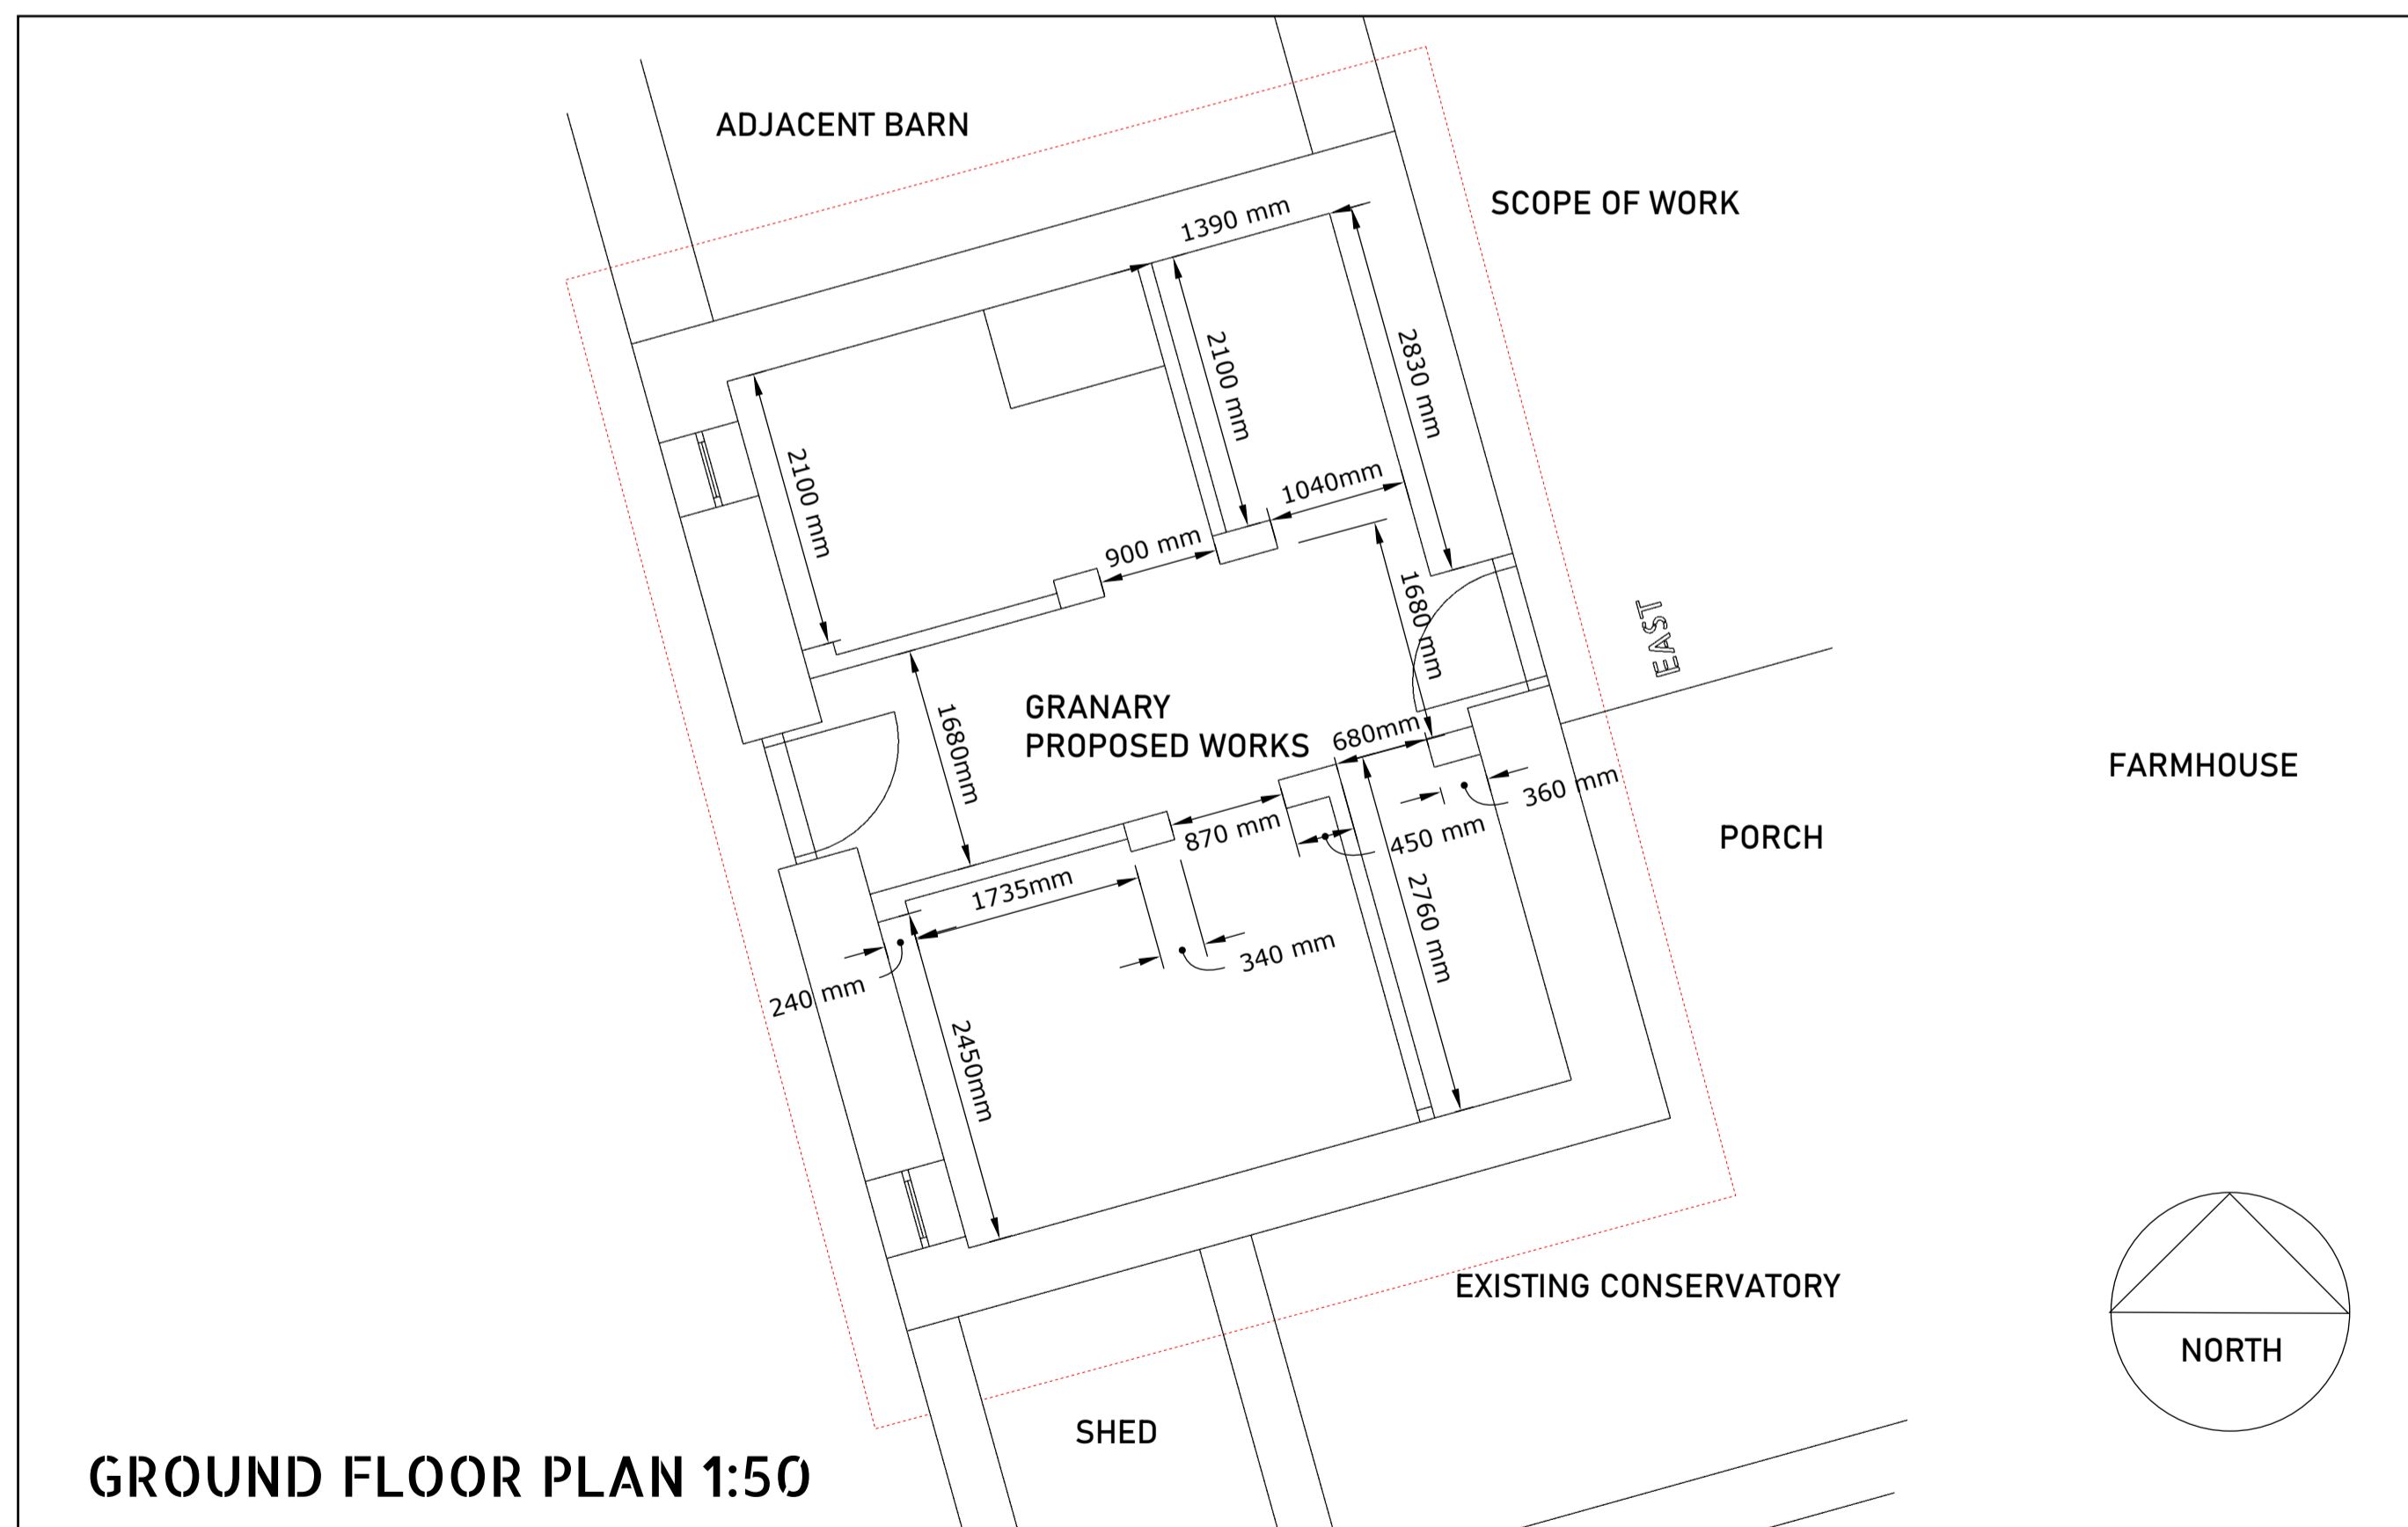 ADJACENT BARN
SCOPE OF WORK
1390 mm
2100 mm
2830 mm
2100 mm
1040mm
900 mm
1680 mm
EAST
1680mm
GRANARY
PROPOSED WORKS
680mm
FARMHOUSE
360 mm
870 mm
450 mm
PORCH
1735mm
2760 mm
340 mm
240 mm
2450mm
EXISTING CONSERVATORY
NORTH
SHED
GROUND FLOOR PLAN 1:50